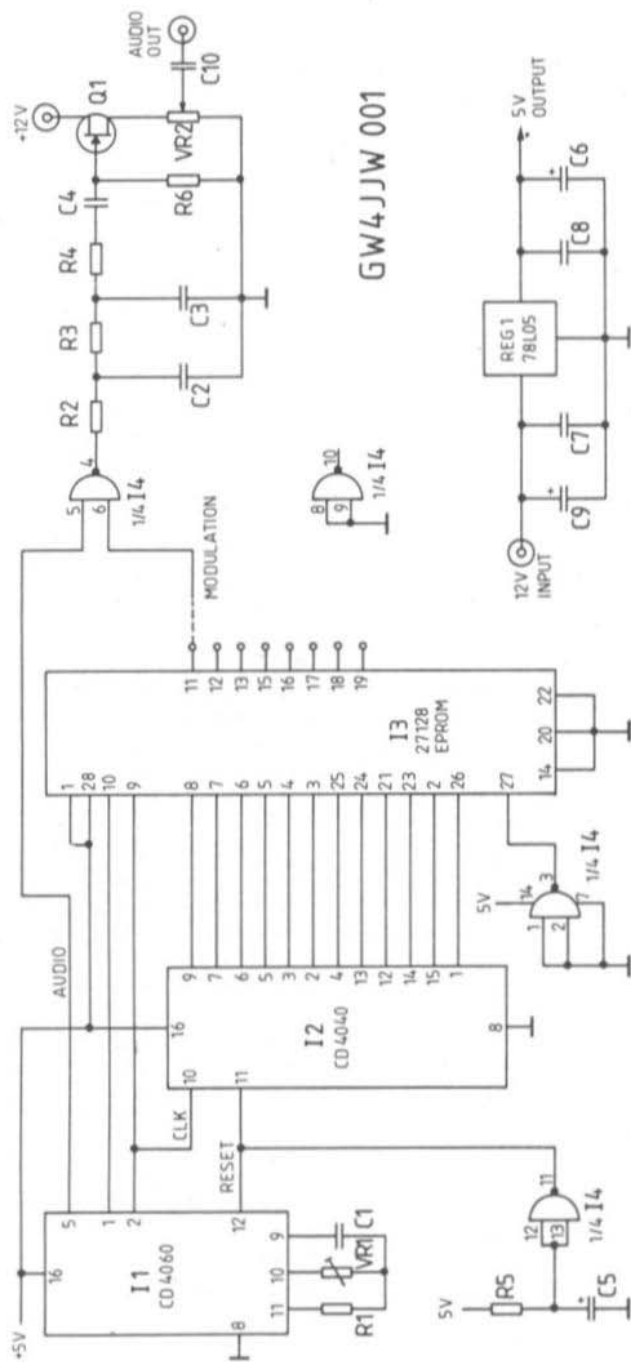 +5V
16
I1
CD 4060
8
5
1
2
12
11
10
9
R1
VR1
C1
AUDIO
CLK
RESET
16
10
11
I2
CD 4040
8
9
7
6
5
3
2
4
13
12
14
15
1
1
28
10
9
8
7
6
5
4
3
25
24
21
23
2
26
27
I3
27128
EPROM
11
12
13
15
16
17
18
19
14
20
22
MODULATION
5
6
4
1/4 I4
R2
R3
R4
C4
C2
C3
R6
+12V
Q1
VR2
AUDIO
OUT
C10
8
9
10
1/4 I4
GW4JJW 001
5V
R5
C5
12
13
11
1/4 I4
5V
1
2
14
3
7
1/4 I4
12V
INPUT
C9
C7
REG 1
78L05
C8
C6
5V
OUTPUT